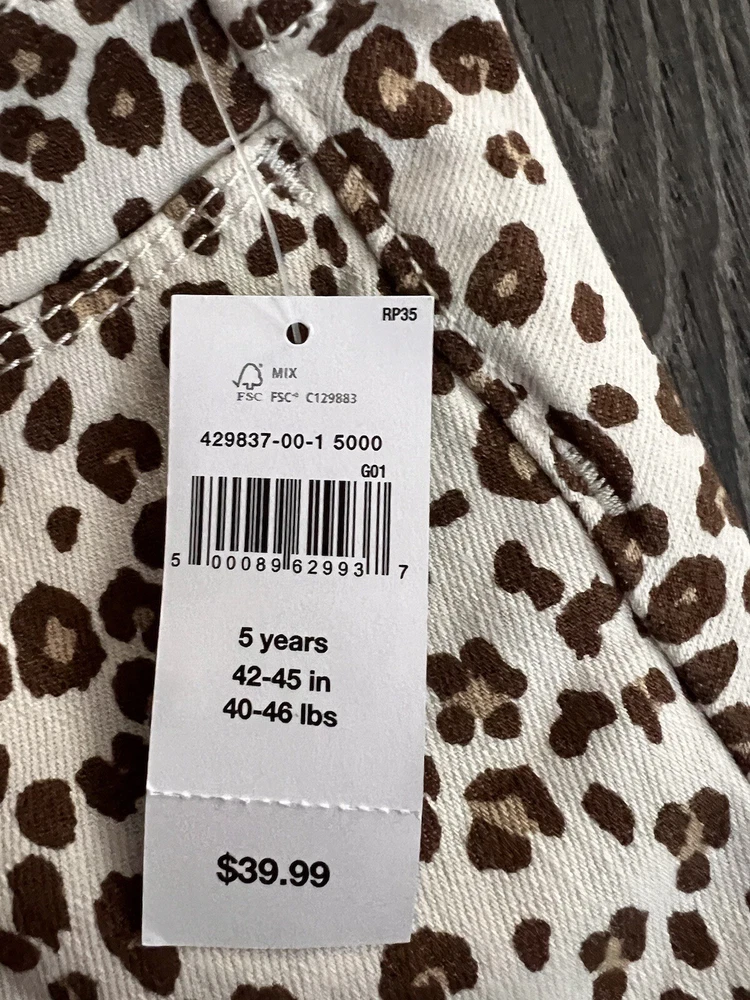 RP35
MIX
FSC FSC® C129883
429837-00-1 5000
G01
5 00089 62993 7
5 years
42-45 in
40-46 lbs
$39.99